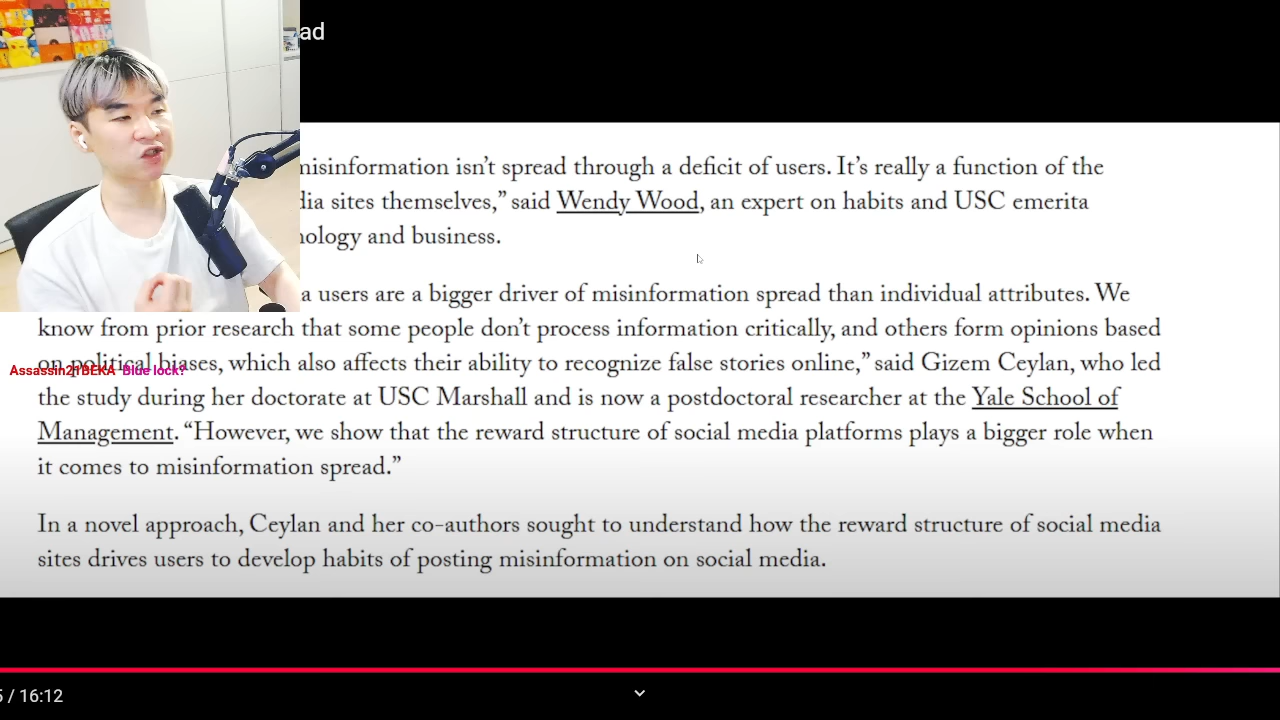 ad
misinformation isn’t spread through a deficit of users. It’s really a function of the
dia sites themselves,” said Wendy Wood, an expert on habits and USC emerita
nology and business.
a users are a bigger driver of misinformation spread than individual attributes. We
know from prior research that some people don’t process information critically, and others form opinions based
on political biases, which also affects their ability to recognize false stories online,” said Gizem Ceylan, who led
Assassin21BEKA Blue lock?
the study during her doctorate at USC Marshall and is now a postdoctoral researcher at the Yale School of
Management. “However, we show that the reward structure of social media platforms plays a bigger role when
it comes to misinformation spread.”
In a novel approach, Ceylan and her co-authors sought to understand how the reward structure of social media
sites drives users to develop habits of posting misinformation on social media.
5 / 16:12